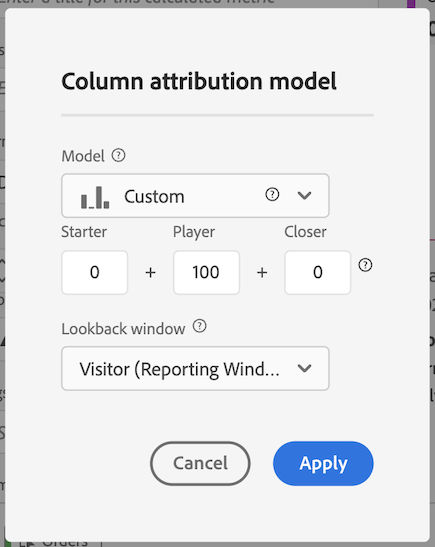 Enter a title for this calculated metric
Column attribution model
Model
Custom
Starter Player Closer
0 + 100 + 0
Lookback window
Visitor (Reporting Wind...
Cancel Apply
Orders